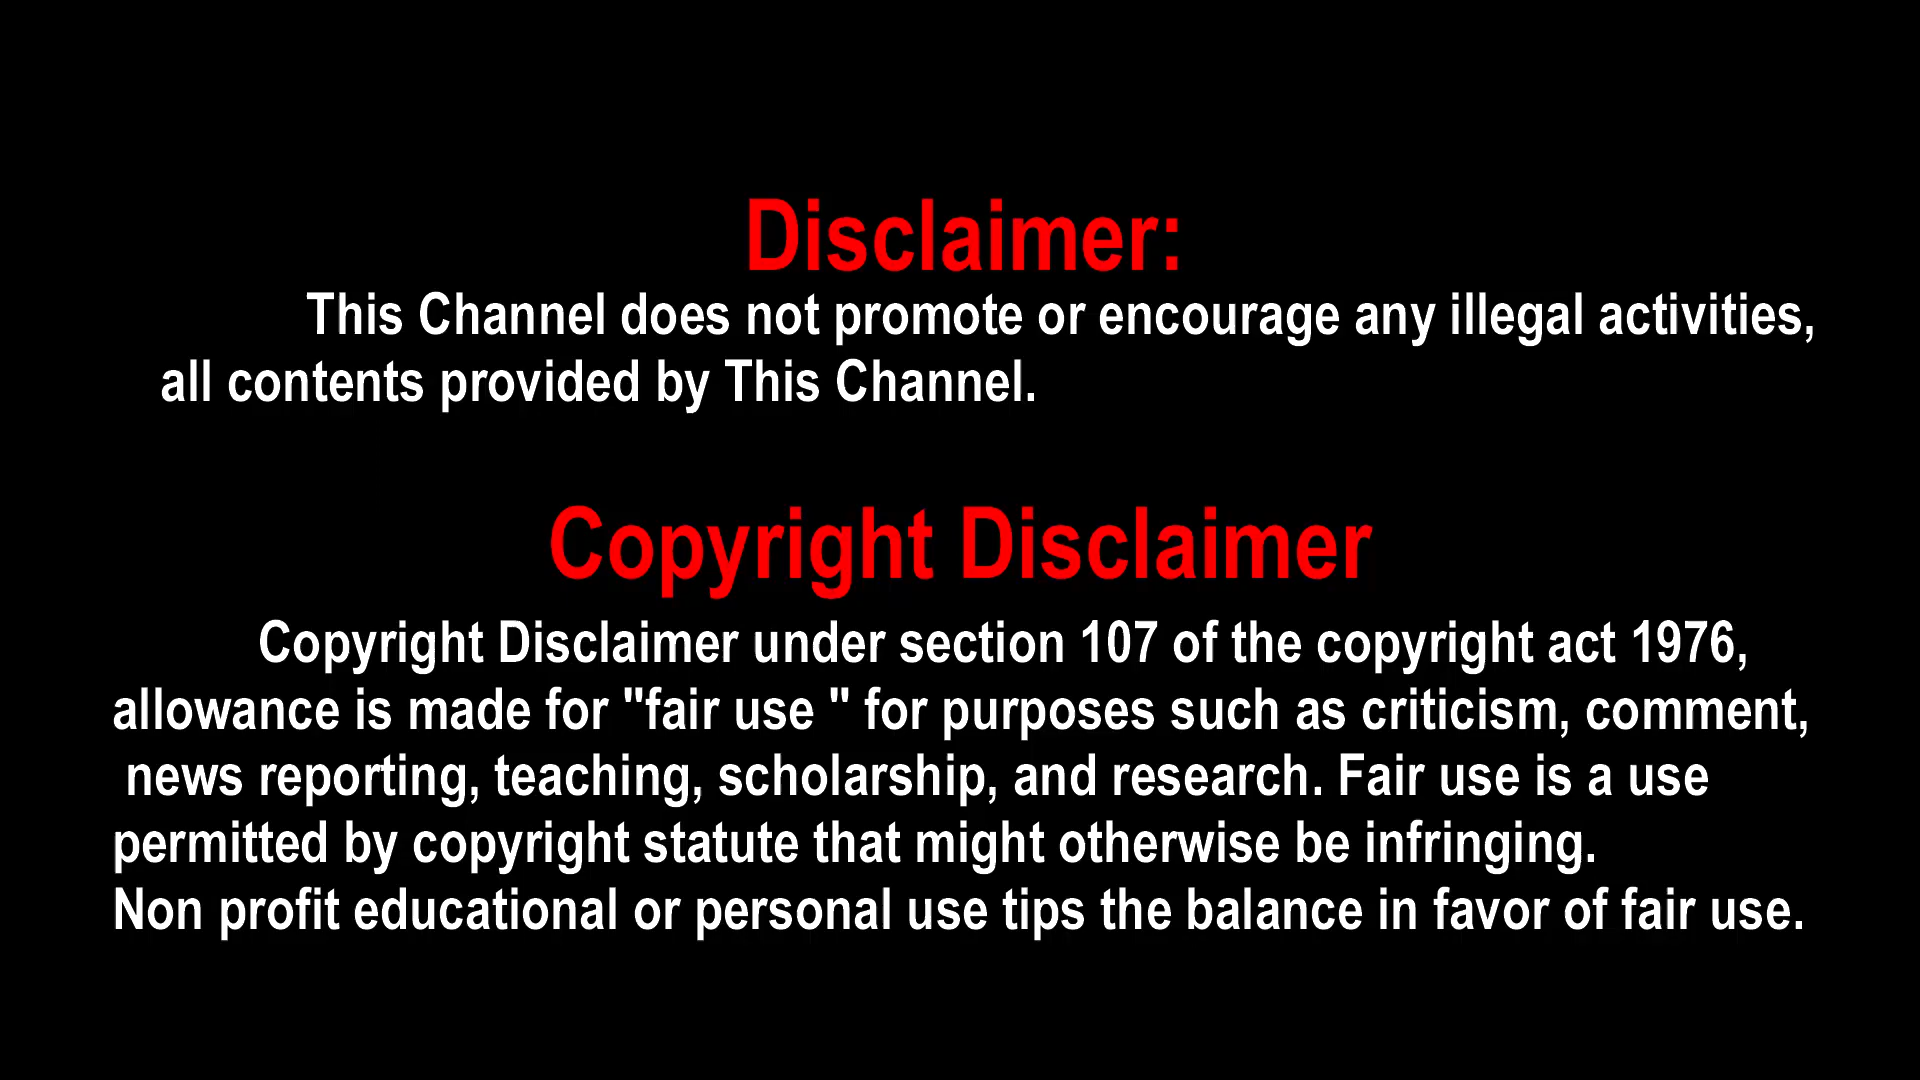 Disclaimer:
This Channel does not promote or encourage any illegal activities,
all contents provided by This Channel.
Copyright Disclaimer
Copyright Disclaimer under section 107 of the copyright act 1976,
allowance is made for "fair use " for purposes such as criticism, comment,
news reporting, teaching, scholarship, and research. Fair use is a use
permitted by copyright statute that might otherwise be infringing.
Non profit educational or personal use tips the balance in favor of fair use.